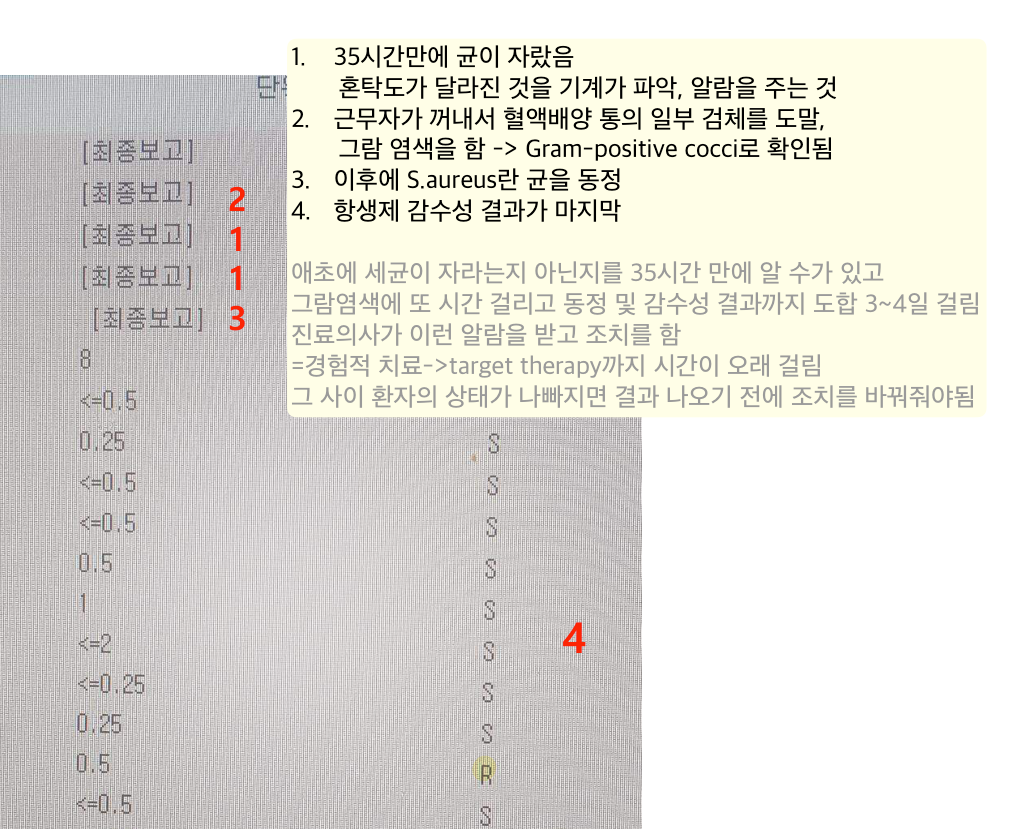 1. 35시간만에 균이 자랐음
혼탁도가 달라진 것을 기계가 파악, 알람을 주는 것
2. 근무자가 꺼내서 혈액배양 통의 일부 검체를 도말,
그람 염색을 함 -> Gram-positive cocci로 확인됨
3. 이후에 S.aureus란 균을 동정
4. 항생제 감수성 결과가 마지막
애초에 세균이 자라는지 아닌지를 35시간 만에 알 수가 있고
그람염색에 또 시간 걸리고 동정 및 감수성 결과까지 도합 3~4일 걸림
진료의사가 이런 알람을 받고 조치를 함
=경험적 치료->target therapy까지 시간이 오래 걸림
그 사이 환자의 상태가 나빠지면 결과 나오기 전에 조치를 바꿔줘야됨
[최종보고]
[최종보고] 2
[최종보고] 1
[최종보고] 1
[최종보고] 3
8
<=0.5
0.25 S
<=0.5 S
<=0.5 S
0.5 S
1 S
<=2 S
4
<=0.25 S
0.25 S
0.5 R
<=0.5 S